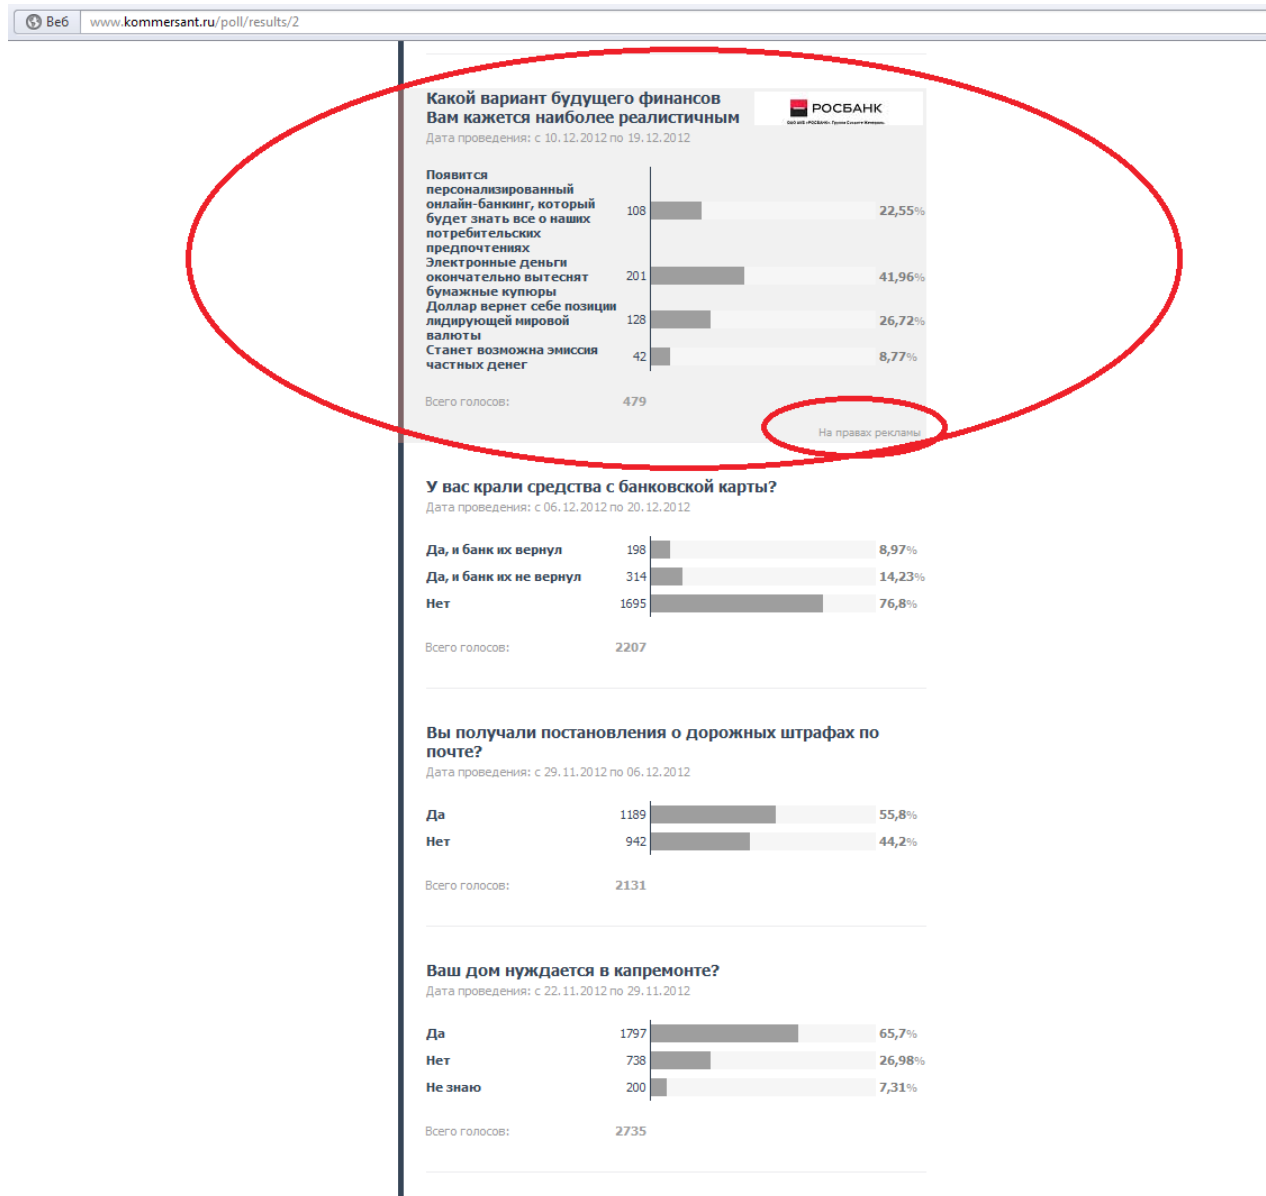 Веб www.kommersant.ru/poll/results/2
Какой вариант будущего финансов
Вам кажется наиболее реалистичным
РОСБАНК
Дата проведения: с 10.12.2012 по 19.12.2012
Появится
персонализированный
онлайн-банкинг, который
будет знать все о наших
потребительских
предпочтениях
108 22,55%
Электронные деньги
окончательно вытеснят
бумажные купюры
201 41,96%
Доллар вернет себе позиции
лидирующей мировой
валюты
128 26,72%
Станет возможна эмиссия
частных денег
42 8,77%
Всего голосов: 479
На правах рекламы
У вас крали средства с банковской карты?
Дата проведения: с 06.12.2012 по 20.12.2012
Да, и банк их вернул 198 8,97%
Да, и банк их не вернул 314 14,23%
Нет 1695 76,8%
Всего голосов: 2207
Вы получали постановления о дорожных штрафах по
почте?
Дата проведения: с 29.11.2012 по 06.12.2012
Да 1189 55,8%
Нет 942 44,2%
Всего голосов: 2131
Ваш дом нуждается в капремонте?
Дата проведения: с 22.11.2012 по 29.11.2012
Да 1797 65,7%
Нет 738 26,98%
Не знаю 200 7,31%
Всего голосов: 2735